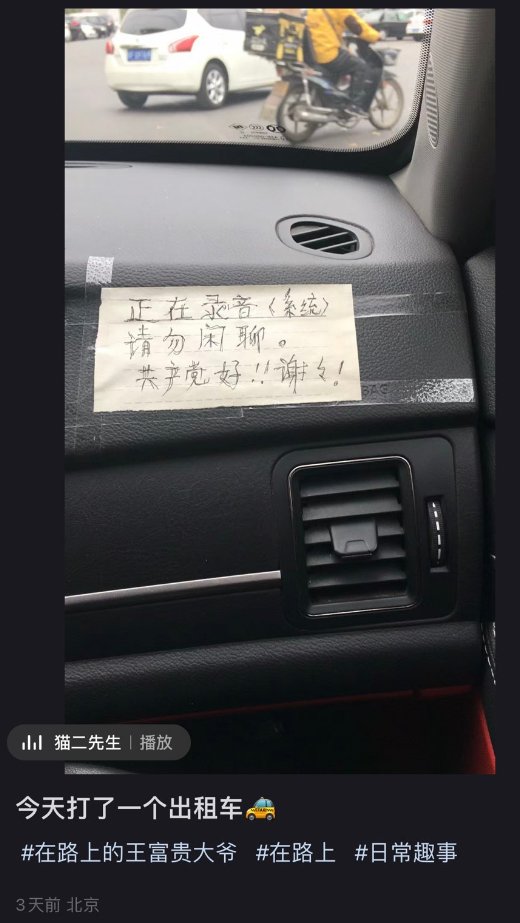 正在录音（系统）
请勿闲聊。
共产党好！！谢々！
猫二先生 | 播放
今天打了一个出租车🚕
#在路上的王富贵大爷 #在路上 #日常趣事
3天前 北京